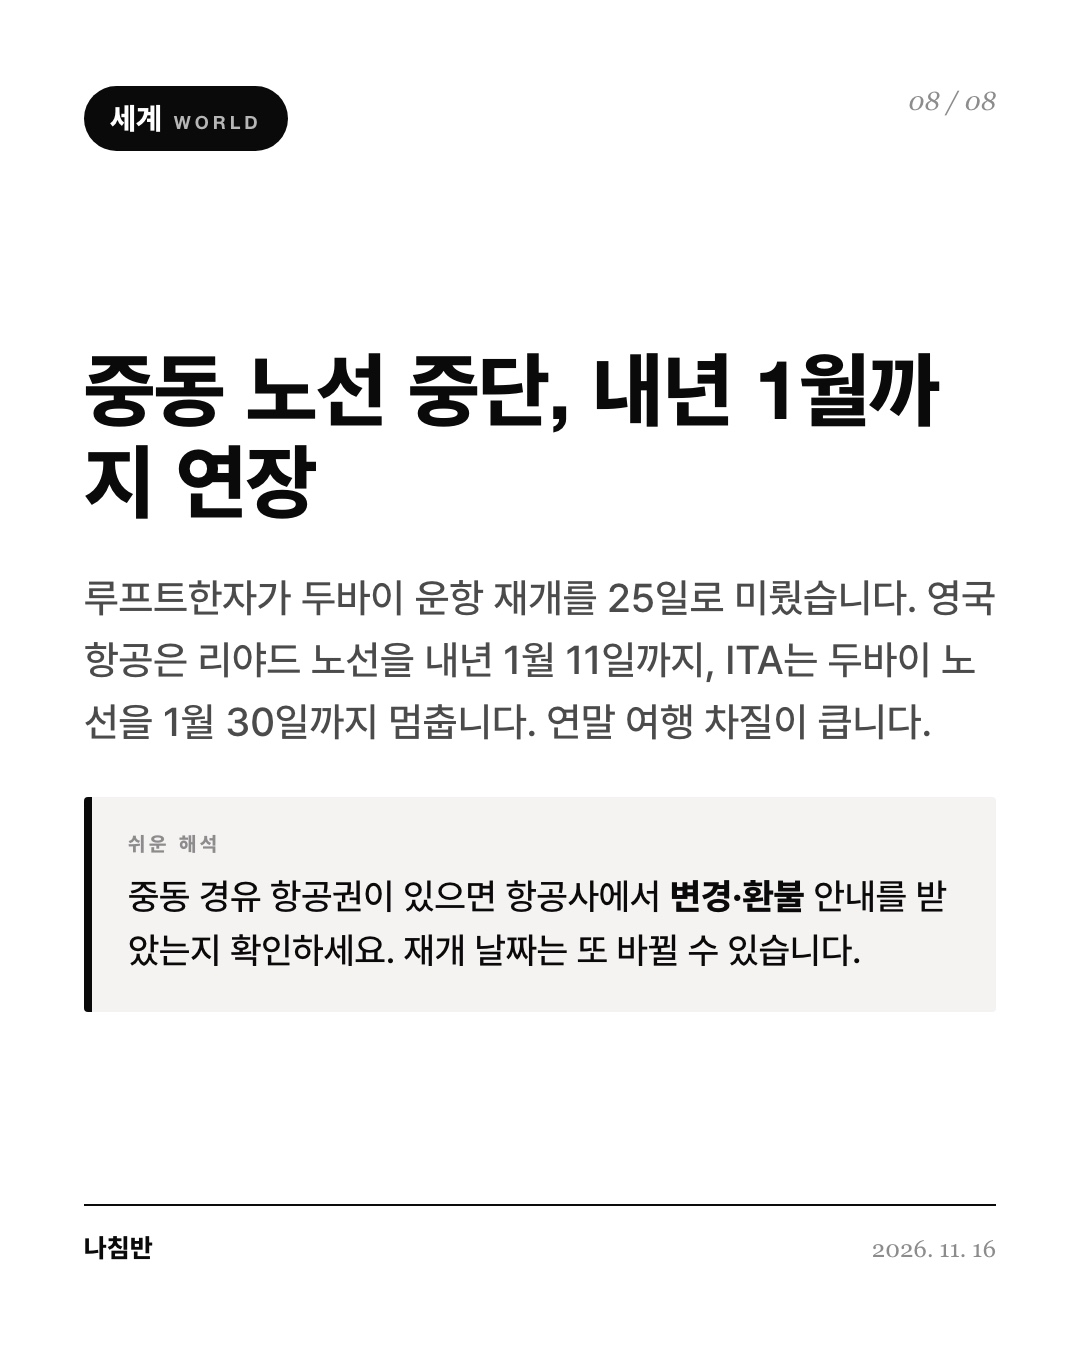 세계 WORLD
08 / 08
중동 노선 중단, 내년 1월까
지 연장
루프트한자가 두바이 운항 재개를 25일로 미뤘습니다. 영국
항공은 리야드 노선을 내년 1월 11일까지, ITA는 두바이 노
선을 1월 30일까지 멈춥니다. 연말 여행 차질이 큽니다.
쉬운 해석
중동 경유 항공권이 있으면 항공사에서 변경·환불 안내를 받
았는지 확인하세요. 재개 날짜는 또 바뀔 수 있습니다.
나침반
2026. 11. 16